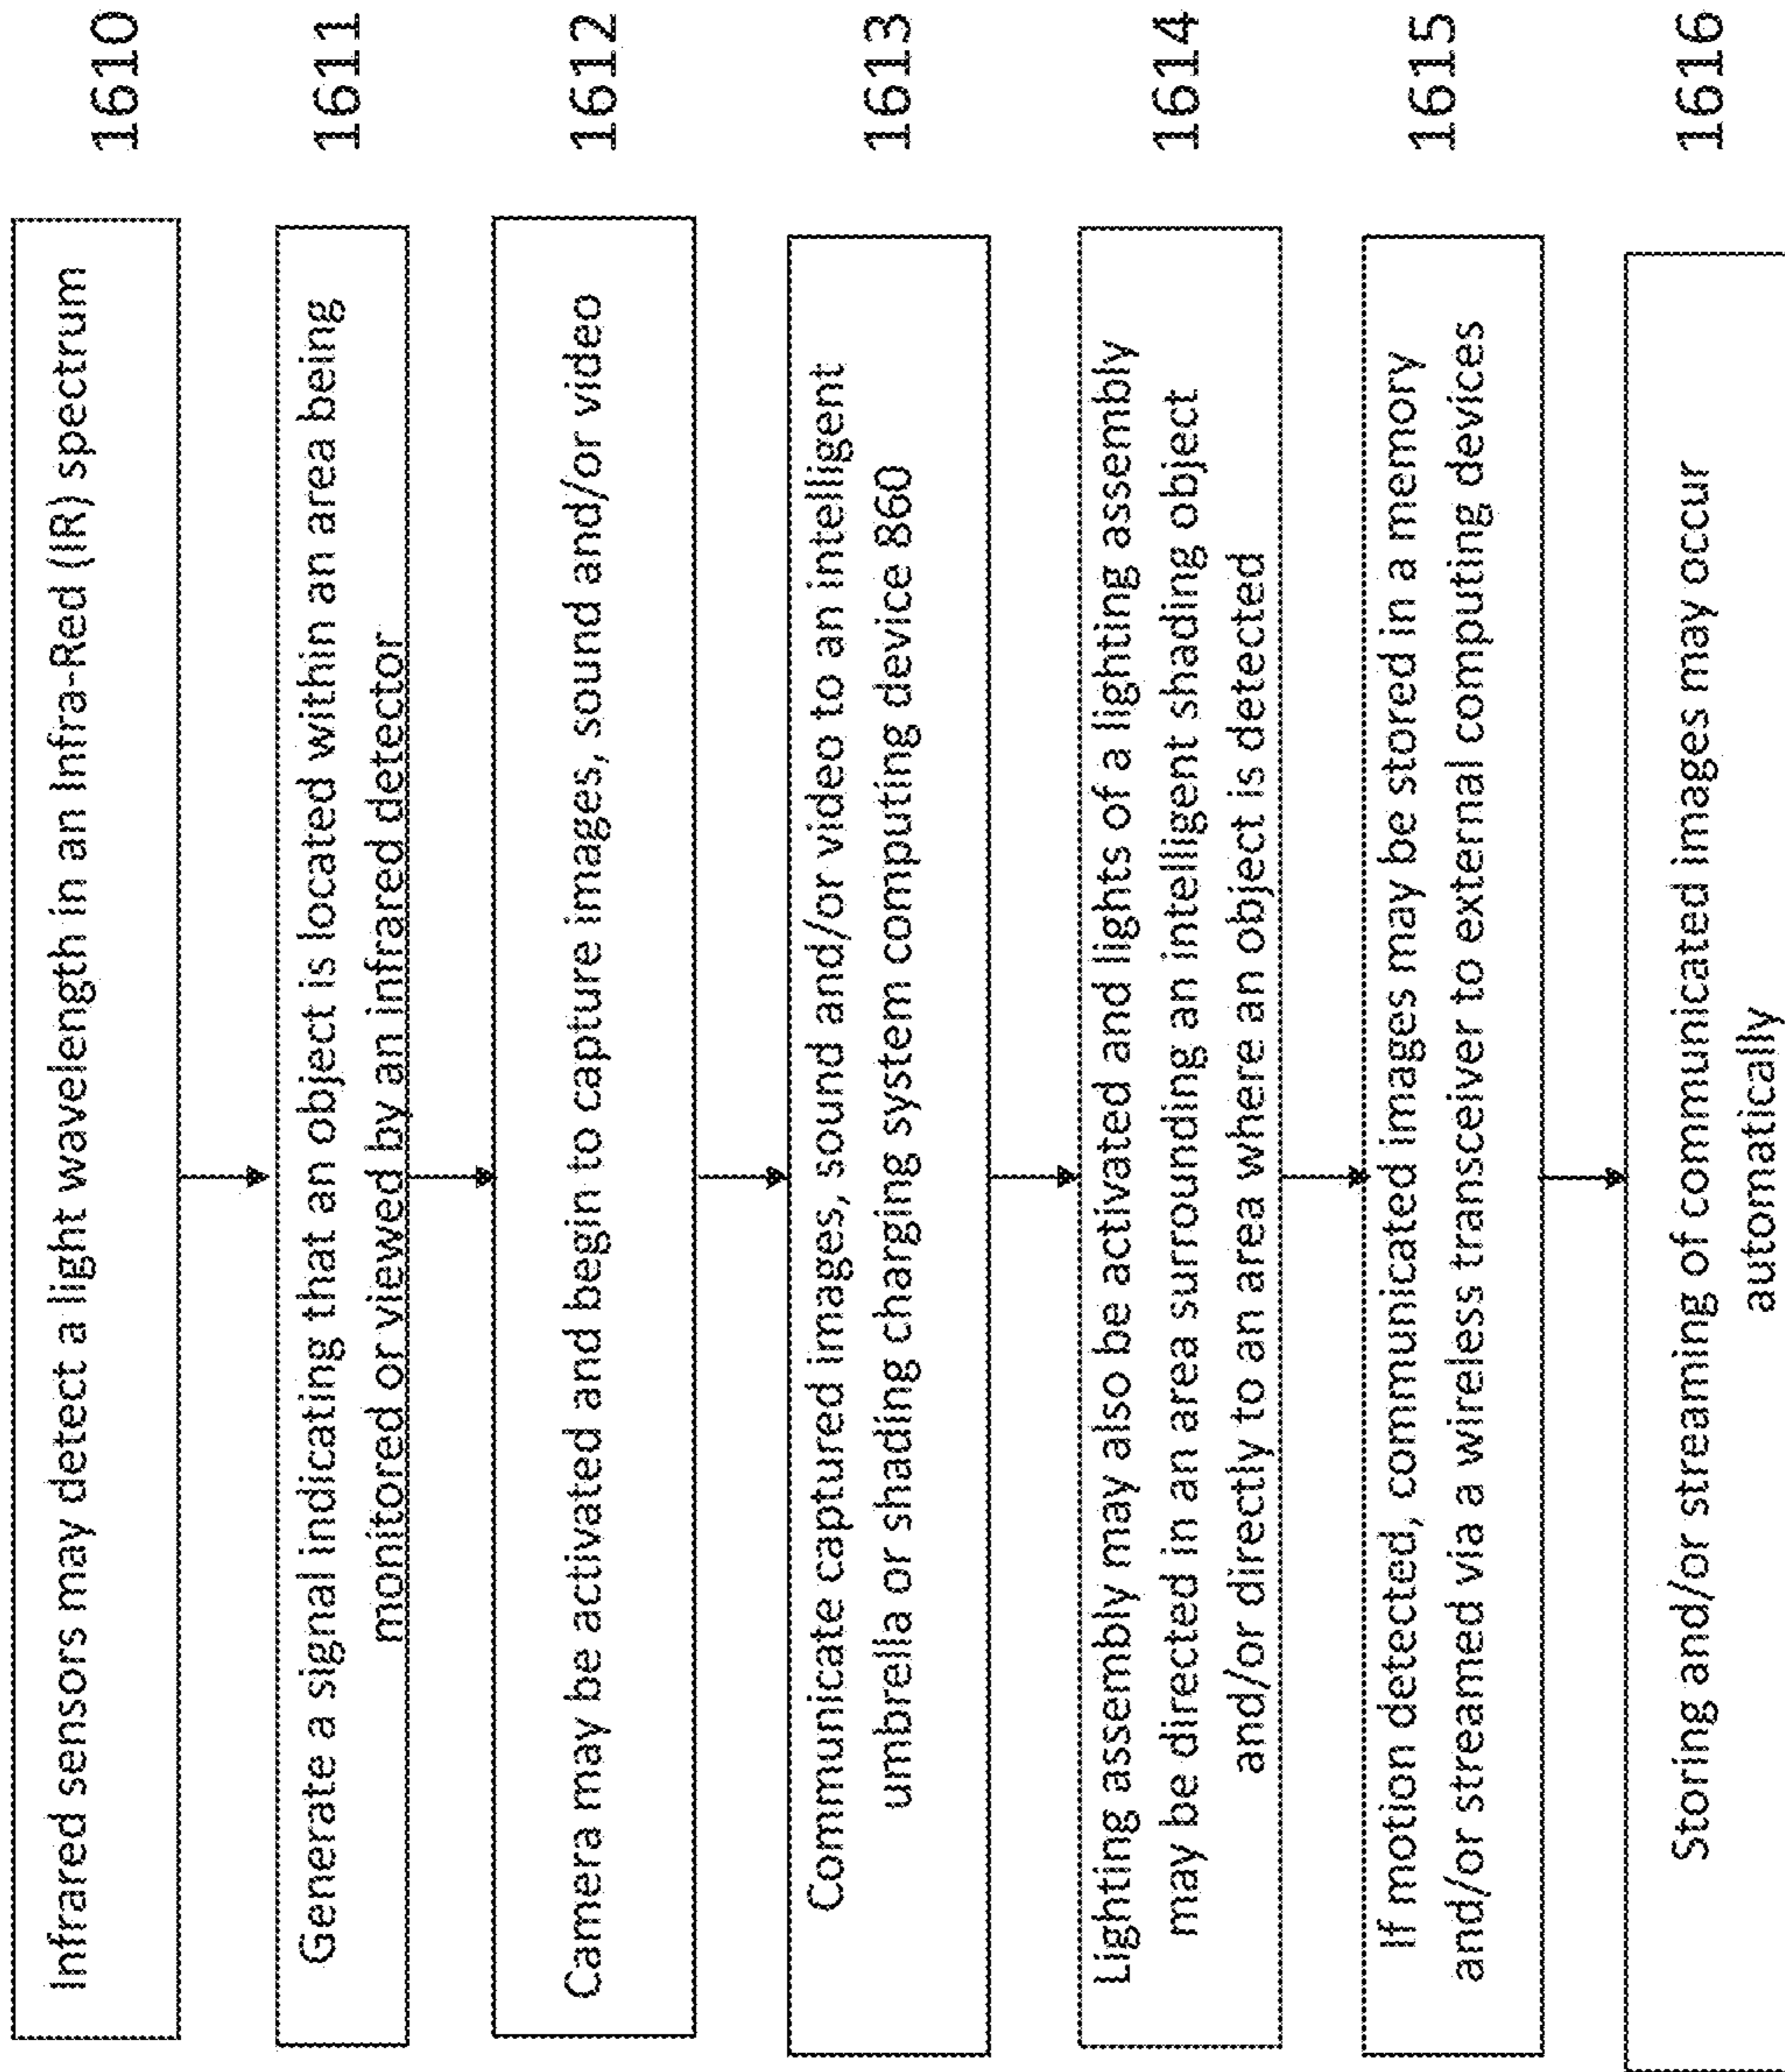 Infrared sensors may detect a light wavelength in an Infra-Red (IR) spectrum
1610
Generate a signal indicating that an object is located within an area being
monitored or viewed by an infrared detector
1611
Camera may be activated and begin to capture images, sound and/or video
1612
Communicate captured images, sound and/or video to an intelligent
umbrella or shading charging system computing device 860
1613
Lighting assembly may also be activated and lights of a lighting assembly
may be directed in an area surrounding an intelligent shading object
and/or directly to an area where an object is detected
1614
If motion detected, communicated images may be stored in a memory
and/or streamed via a wireless transceiver to external computing devices
1615
Storing and/or streaming of communicated images may occur
automatically
1616